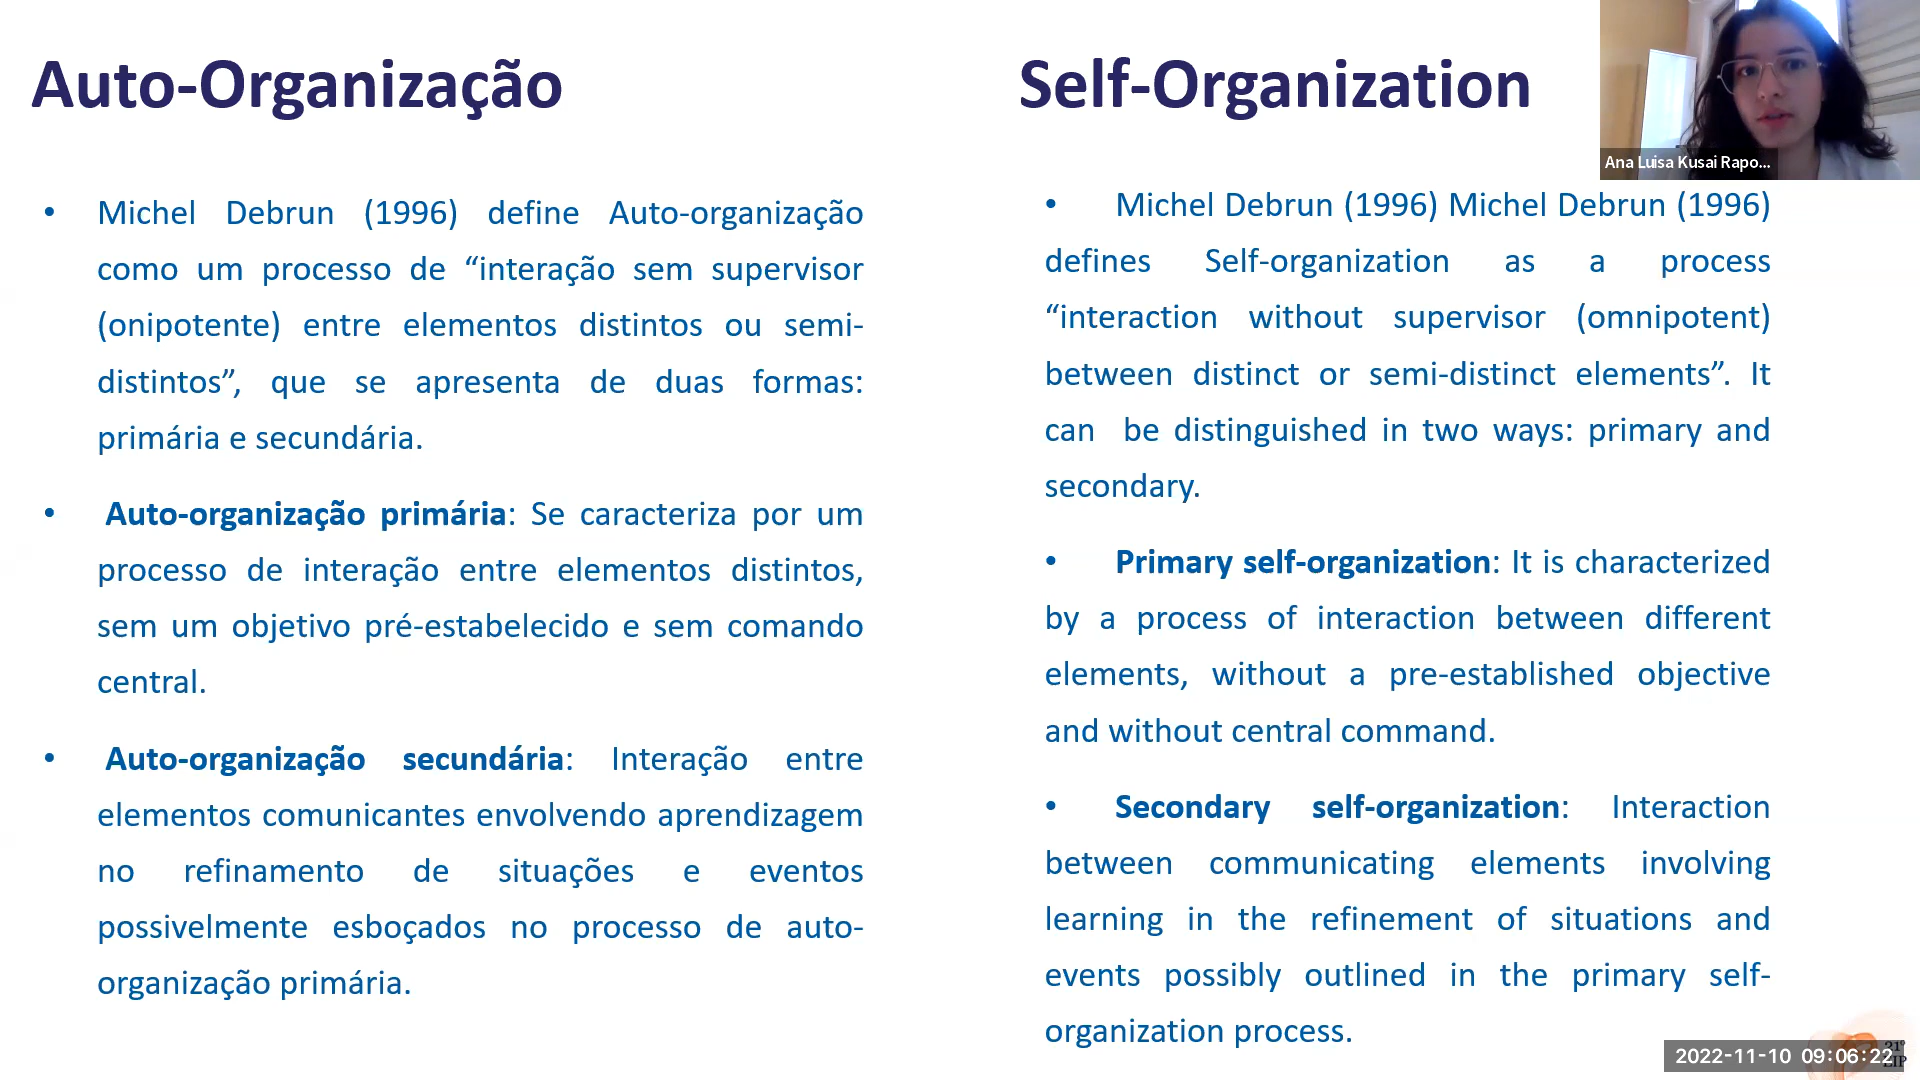 Auto-Organização
• Michel Debrun (1996) define Auto-organização
como um processo de “interação sem supervisor
(onipotente) entre elementos distintos ou semi-
distintos”, que se apresenta de duas formas:
primária e secundária.
• Auto-organização primária: Se caracteriza por um
processo de interação entre elementos distintos,
sem um objetivo pré-estabelecido e sem comando
central.
• Auto-organização secundária: Interação entre
elementos comunicantes envolvendo aprendizagem
no refinamento de situações e eventos
possivelmente esboçados no processo de auto-
organização primária.
Self-Organization
• Michel Debrun (1996) Michel Debrun (1996)
defines Self-organization as a process
“interaction without supervisor (omnipotent)
between distinct or semi-distinct elements”. It
can be distinguished in two ways: primary and
secondary.
• Primary self-organization: It is characterized
by a process of interaction between different
elements, without a pre-established objective
and without central command.
• Secondary self-organization: Interaction
between communicating elements involving
learning in the refinement of situations and
events possibly outlined in the primary self-
organization process.
Ana Luisa Kusai Rapo...
2022-11-10 09:06:22